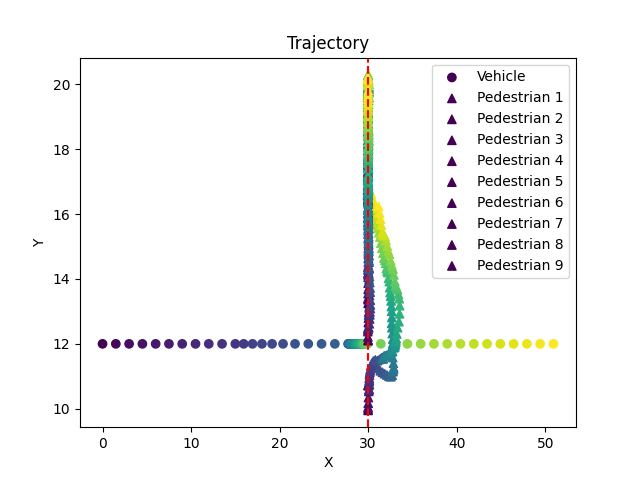 Trajectory
Vehicle
Pedestrian 1
Pedestrian 2
Pedestrian 3
Pedestrian 4
Pedestrian 5
Pedestrian 6
Pedestrian 7
Pedestrian 8
Pedestrian 9
20
18
16
14
12
10
Y
0 10 20 30 40 50
X